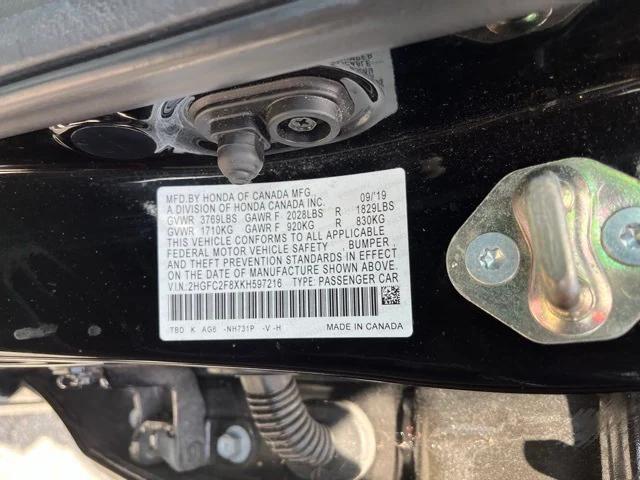 MFD.BY HONDA OF CANADA MFG. 09/'19
A DIVISION OF HONDA CANADA INC.
GVWR 3769LBS GAWR F 2028LBS R 1829LBS
GVWR 1710KG GAWR F 920KG R 830KG
THIS VEHICLE CONFORMS TO ALL APPLICABLE
FEDERAL MOTOR VEHICLE SAFETY , BUMPER ,
AND THEFT PREVENTION STANDARDS IN EFFECT
ON THE DATE OF MANUFACTURE SHOWN ABOVE.
V.I.N.:2HGFC2F8XKH597216 TYPE: PASSENGER CAR
TBD K AG6 -NH731P -V -H MADE IN CANADA